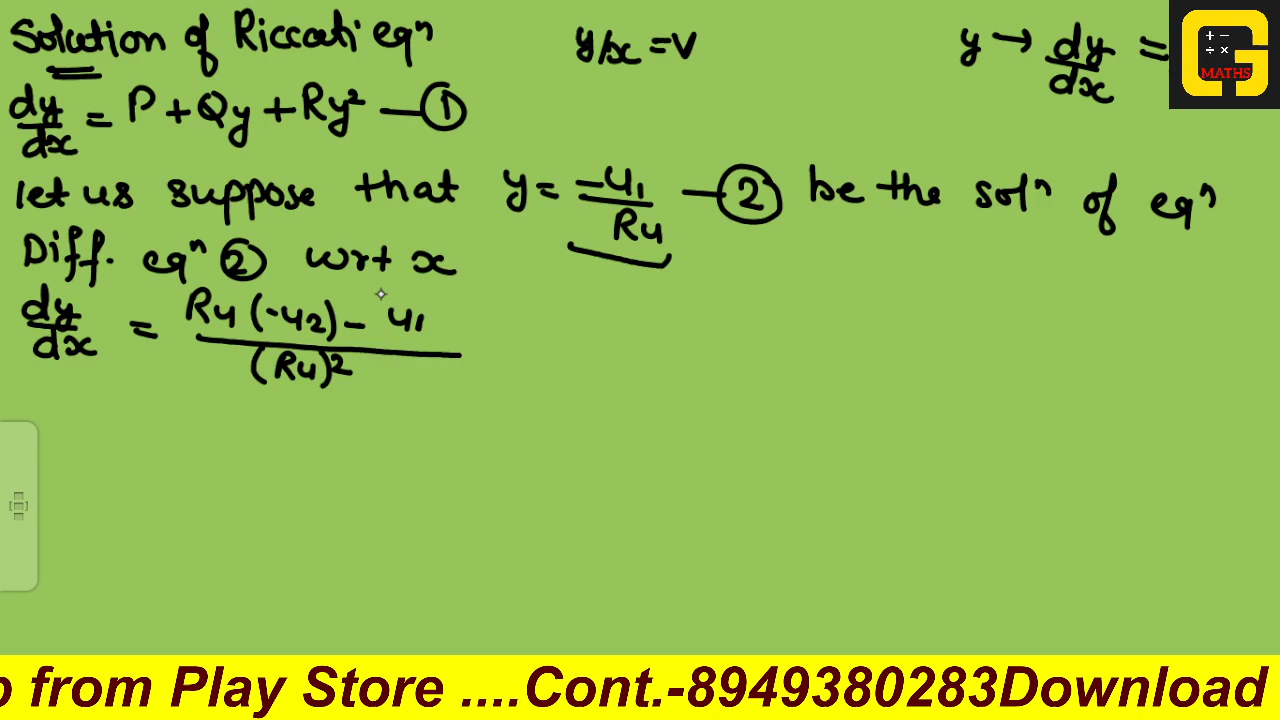 Solution of Riccati eqⁿ y/x = v y → dy/dx =
+ − ÷ × MATHS
dy/dx = P + Qy + Ry² — ①
let us suppose that y = -u₁/Ru — ② be the solⁿ of eqⁿ
Diff. eqⁿ ② wrt x
dy/dx = Ru(-u₂) - u₁ / (Ru)²
from Play Store ....Cont.-8949380283Download